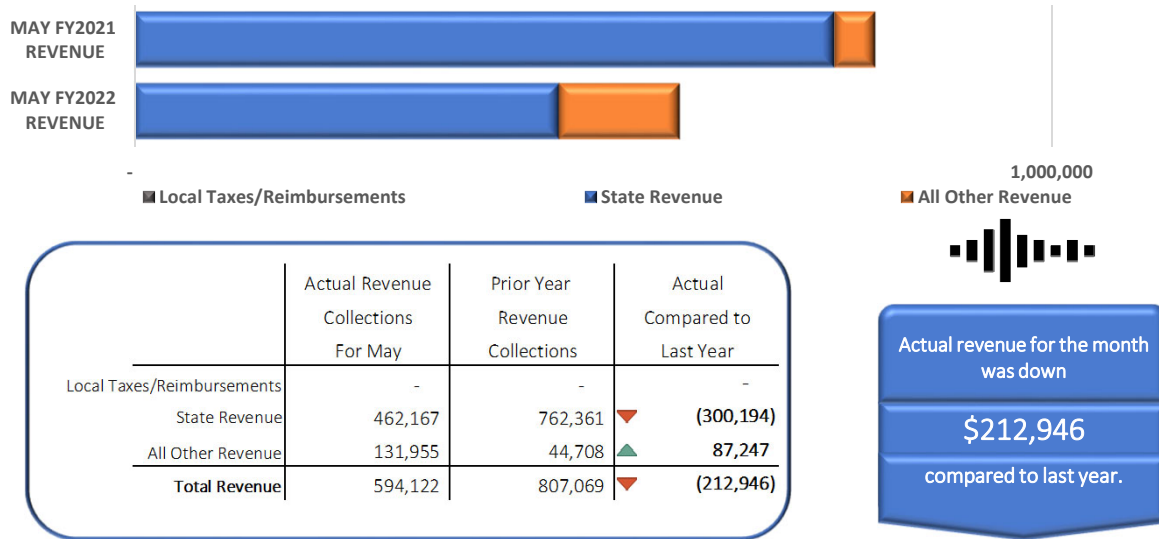 MAY FY2021
REVENUE
MAY FY2022
REVENUE
- 1,000,000
Local Taxes/Reimbursements State Revenue All Other Revenue
Actual Revenue Prior Year Actual
Collections Revenue Compared to
For May Collections Last Year
Local Taxes/Reimbursements - - -
State Revenue 462,167 762,361 (300,194)
All Other Revenue 131,955 44,708 87,247
Total Revenue 594,122 807,069 (212,946)
Actual revenue for the month
was down
$212,946
compared to last year.